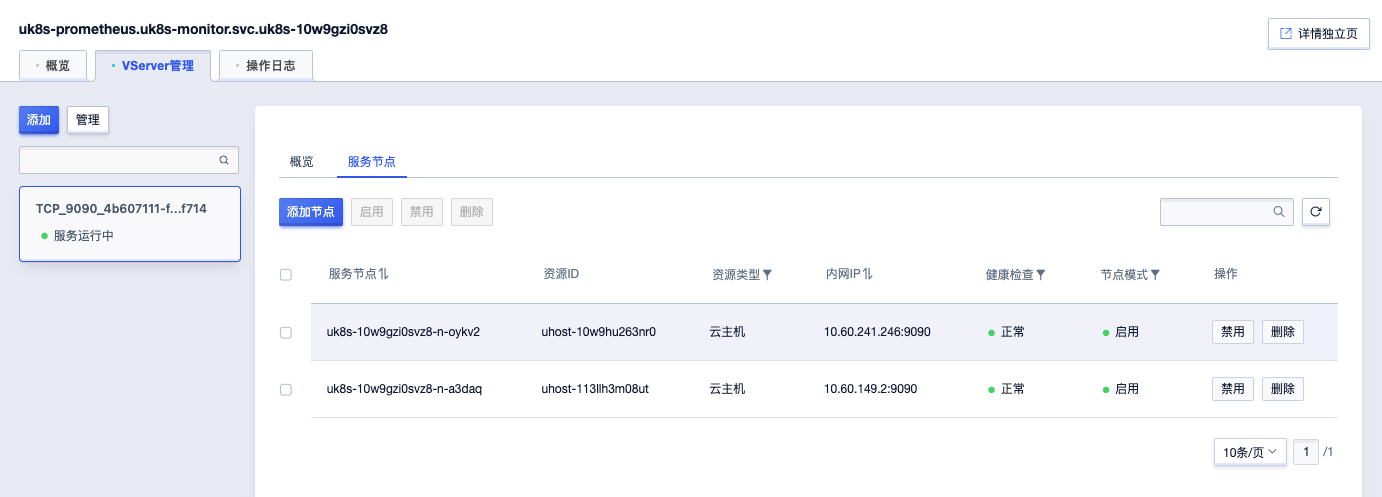 uk8s-prometheus.uk8s-monitor.svc.uk8s-10w9gzi0svz8
详情独立页
概览 VServer管理 操作日志
添加 管理
概览 服务节点
TCP_9090_4b607111-f...f714
服务运行中
添加节点 启用 禁用 删除
服务节点 资源ID 资源类型 内网IP 健康检查 节点模式 操作
uk8s-10w9gzi0svz8-n-oykv2 uhost-10w9hu263nr0 云主机 10.60.241.246:9090 正常 启用 禁用 删除
uk8s-10w9gzi0svz8-n-a3daq uhost-113llh3m08ut 云主机 10.60.149.2:9090 正常 启用 禁用 删除
10条/页 1 /1